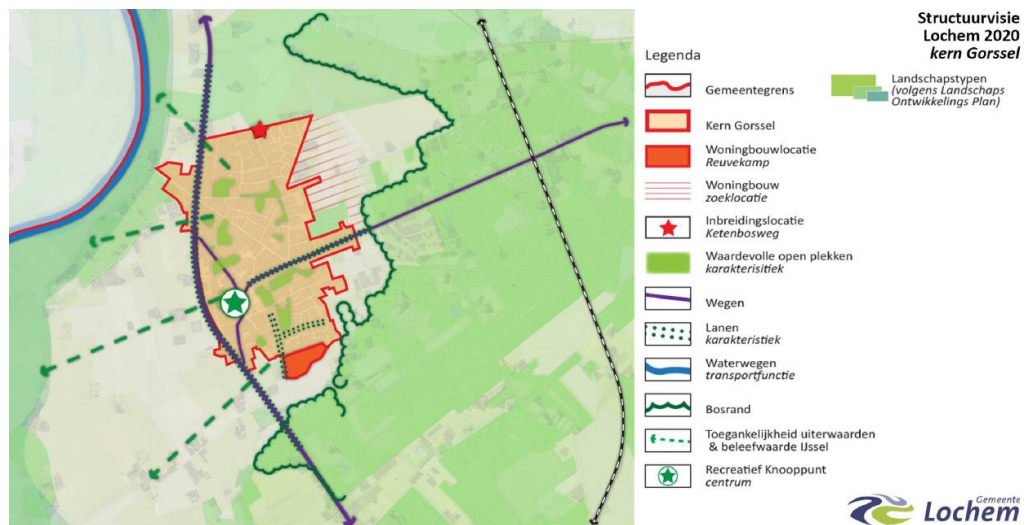 Structuurvisie
Lochem 2020
kern Gorssel
Legenda
Gemeentegrens
Kern Gorssel
Woningbouwlocatie
Reuvekamp
Woningbouw
zoeklocatie
Inbreidingslocatie
Ketenbosweg
Waardevolle open plekken
karakterisitiek
Wegen
Lanen
karakteristiek
Waterwegen
transportfunctie
Bosrand
Toegankelijkheid uiterwaarden
& beleefwaarde IJssel
Recreatief Knooppunt
centrum
Landschapstypen
(volgens Landschaps
Ontwikkelings Plan)
Gemeente
Lochem